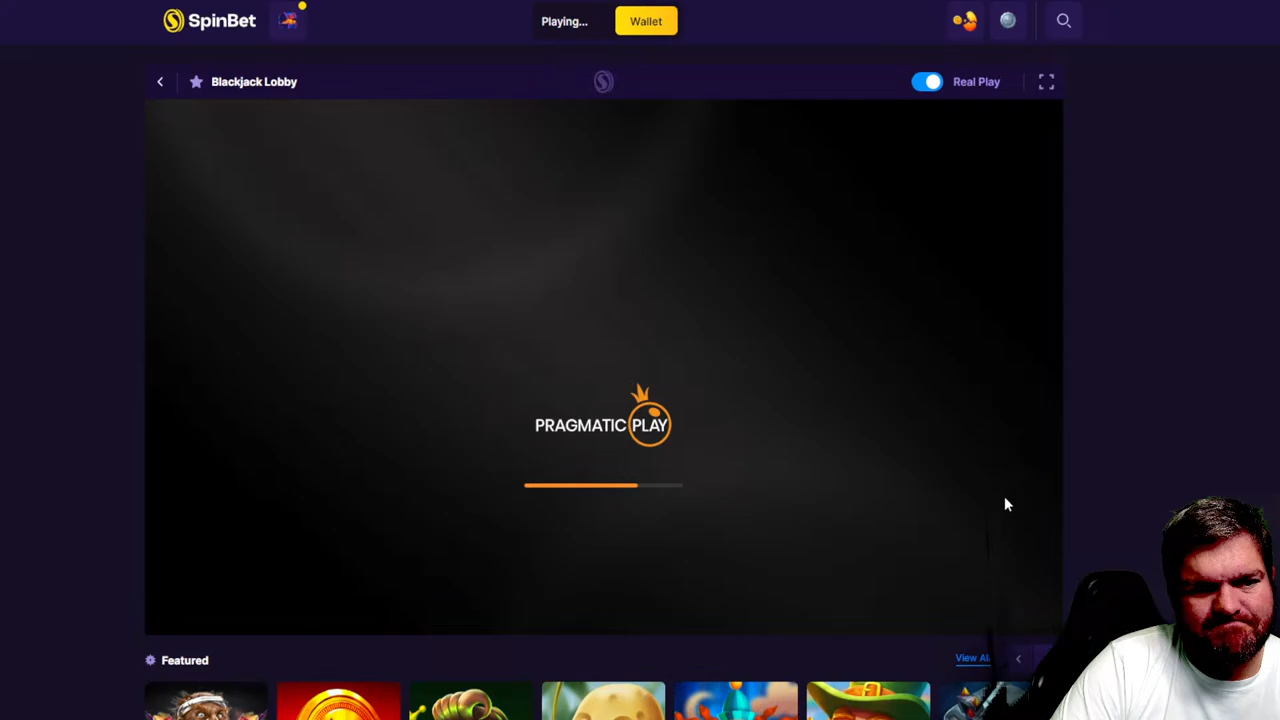 SpinBet
Playing...
Wallet
Blackjack Lobby
Real Play
PRAGMATIC PLAY
Featured
View All